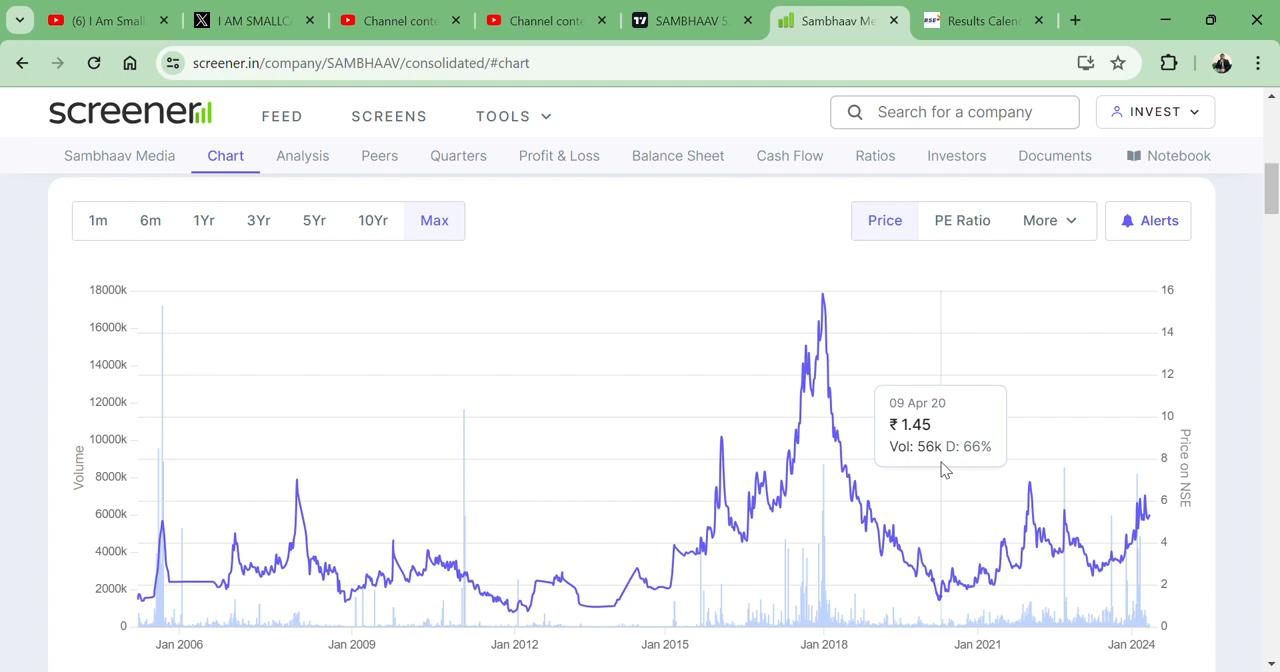 (6) I Am Small
I AM SMALLC
Channel conte
Channel conte
SAMBHAAV 5.
Sambhaav Me
BSE
Results Calend
screener.in/company/SAMBHAAV/consolidated/#chart
screener
FEED
SCREENS
TOOLS
Search for a company
INVEST
Sambhaav Media
Chart
Analysis
Peers
Quarters
Profit & Loss
Balance Sheet
Cash Flow
Ratios
Investors
Documents
Notebook
1m
6m
1Yr
3Yr
5Yr
10Yr
Max
Price
PE Ratio
More
Alerts
18000k
16000k
14000k
12000k
10000k
8000k
6000k
4000k
2000k
0
Volume
16
14
12
10
8
6
4
2
0
Price on NSE
09 Apr 20
₹ 1.45
Vol: 56k D: 66%
Jan 2006
Jan 2009
Jan 2012
Jan 2015
Jan 2018
Jan 2021
Jan 2024